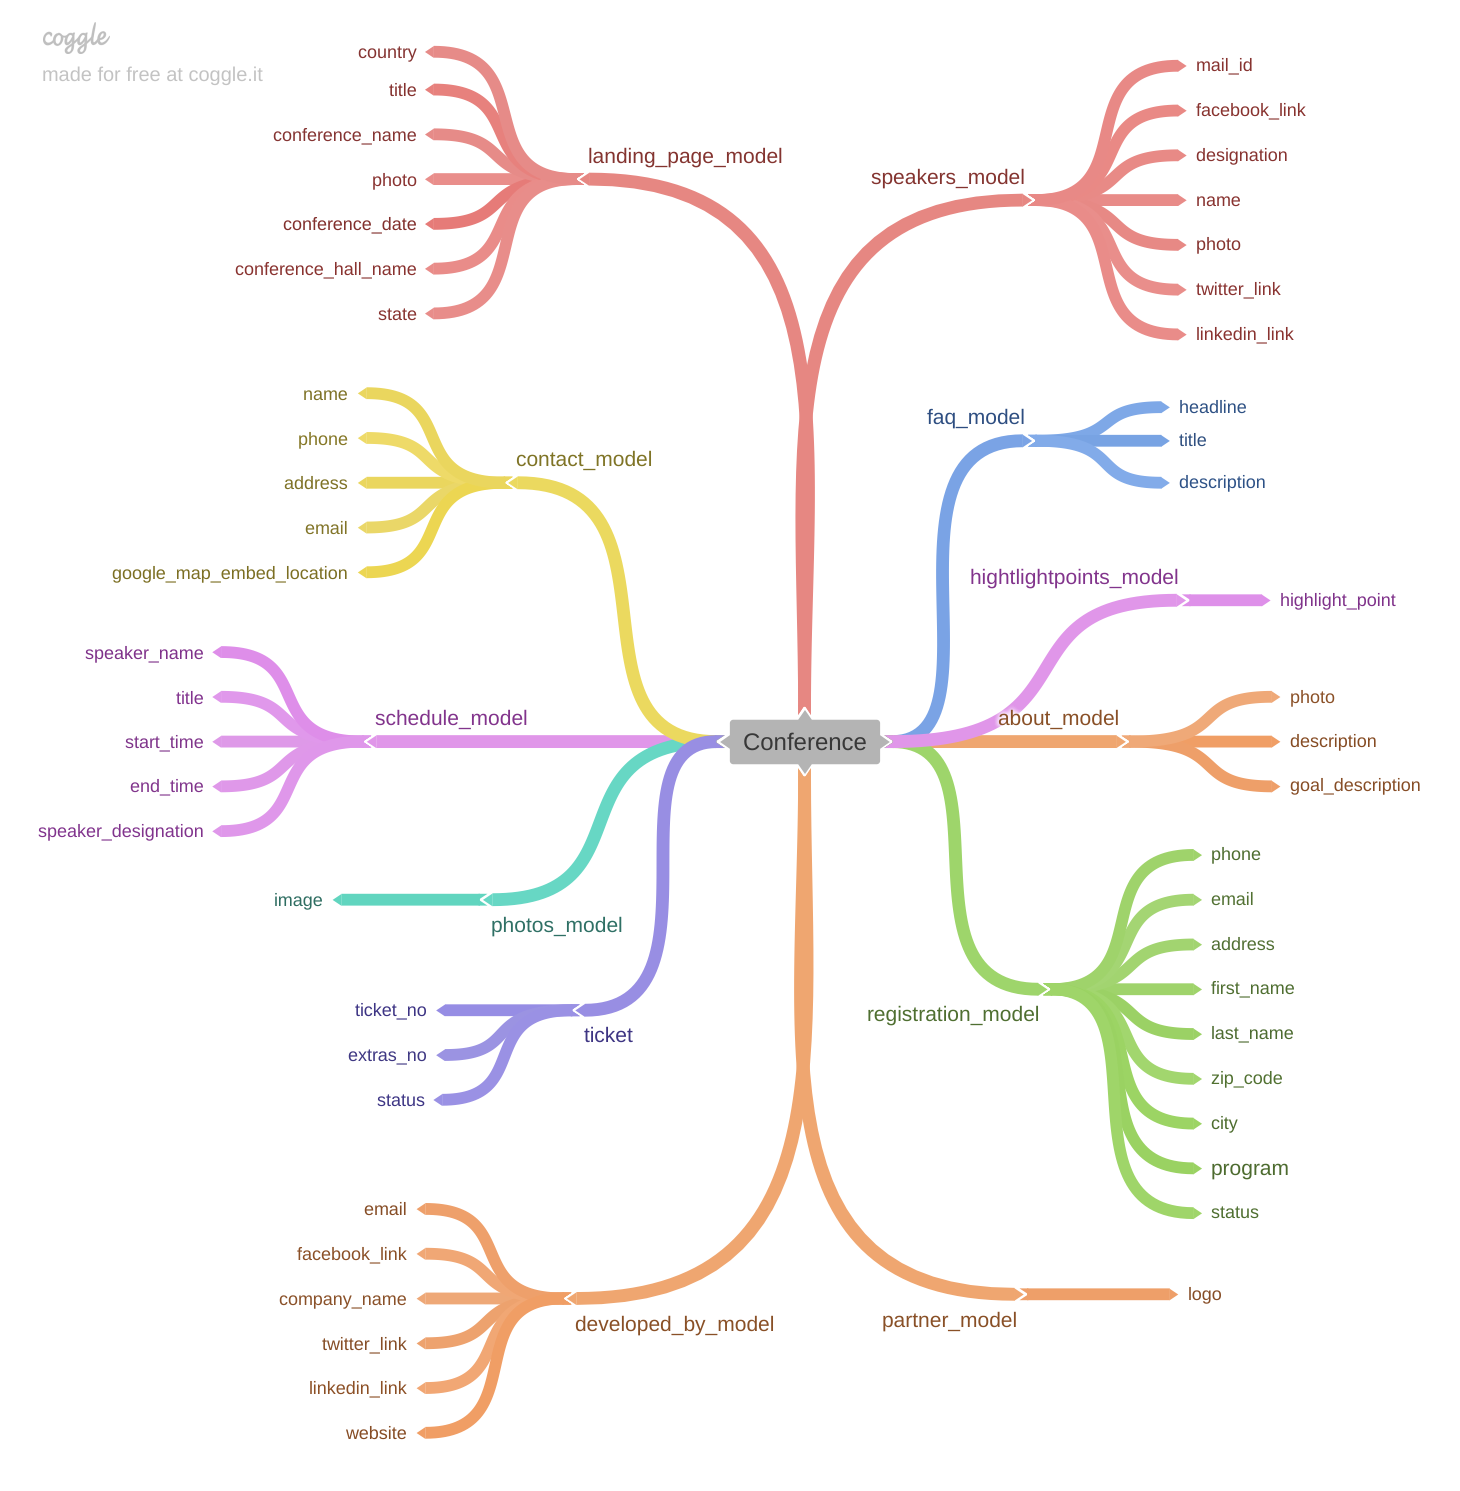 coggle
made for free at coggle.it
country
title
conference_name
photo
conference_date
conference_hall_name
state
landing_page_model
speakers_model
mail_id
facebook_link
designation
name
photo
twitter_link
linkedin_link
name
phone
address
email
google_map_embed_location
contact_model
faq_model
headline
title
description
hightlightpoints_model
highlight_point
speaker_name
title
start_time
end_time
speaker_designation
schedule_model
Conference
about_model
photo
description
goal_description
image
photos_model
ticket_no
extras_no
status
ticket
registration_model
phone
email
address
first_name
last_name
zip_code
city
program
status
email
facebook_link
company_name
twitter_link
linkedin_link
website
developed_by_model
partner_model
logo